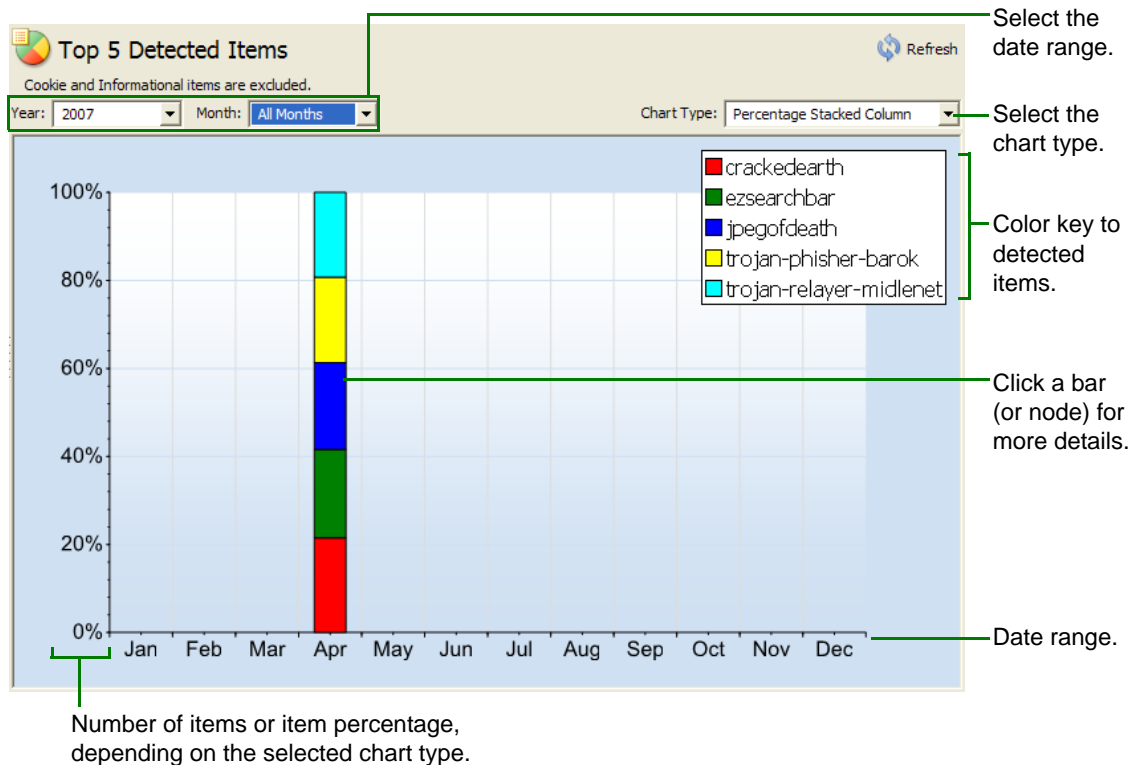 Top 5 Detected Items
Refresh
Cookie and Informational items are excluded.
Year: 2007 Month: All Months Chart Type: Percentage Stacked Column
Select the
date range.
Select the
chart type.
crackedearth
ezsearchbar
jpegofdeath
trojan-phisher-barok
trojan-relayer-midlenet
Color key to
detected
items.
100%
80%
60%
40%
20%
0%
Click a bar
(or node) for
more details.
Jan Feb Mar Apr May Jun Jul Aug Sep Oct Nov Dec
Date range.
Number of items or item percentage,
depending on the selected chart type.